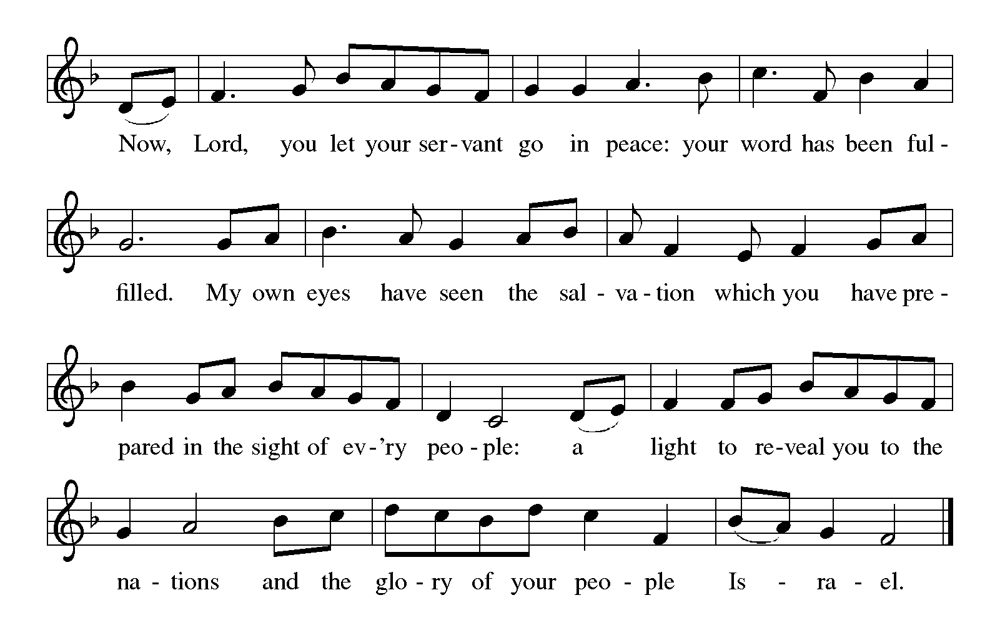 Now, Lord, you let your ser-vant go in peace: your word has been ful-
filled. My own eyes have seen the sal - va - tion which you have pre -
pared in the sight of ev-’ry peo - ple: a light to re-veal you to the
na - tions and the glo - ry of your peo - ple Is - ra - el.